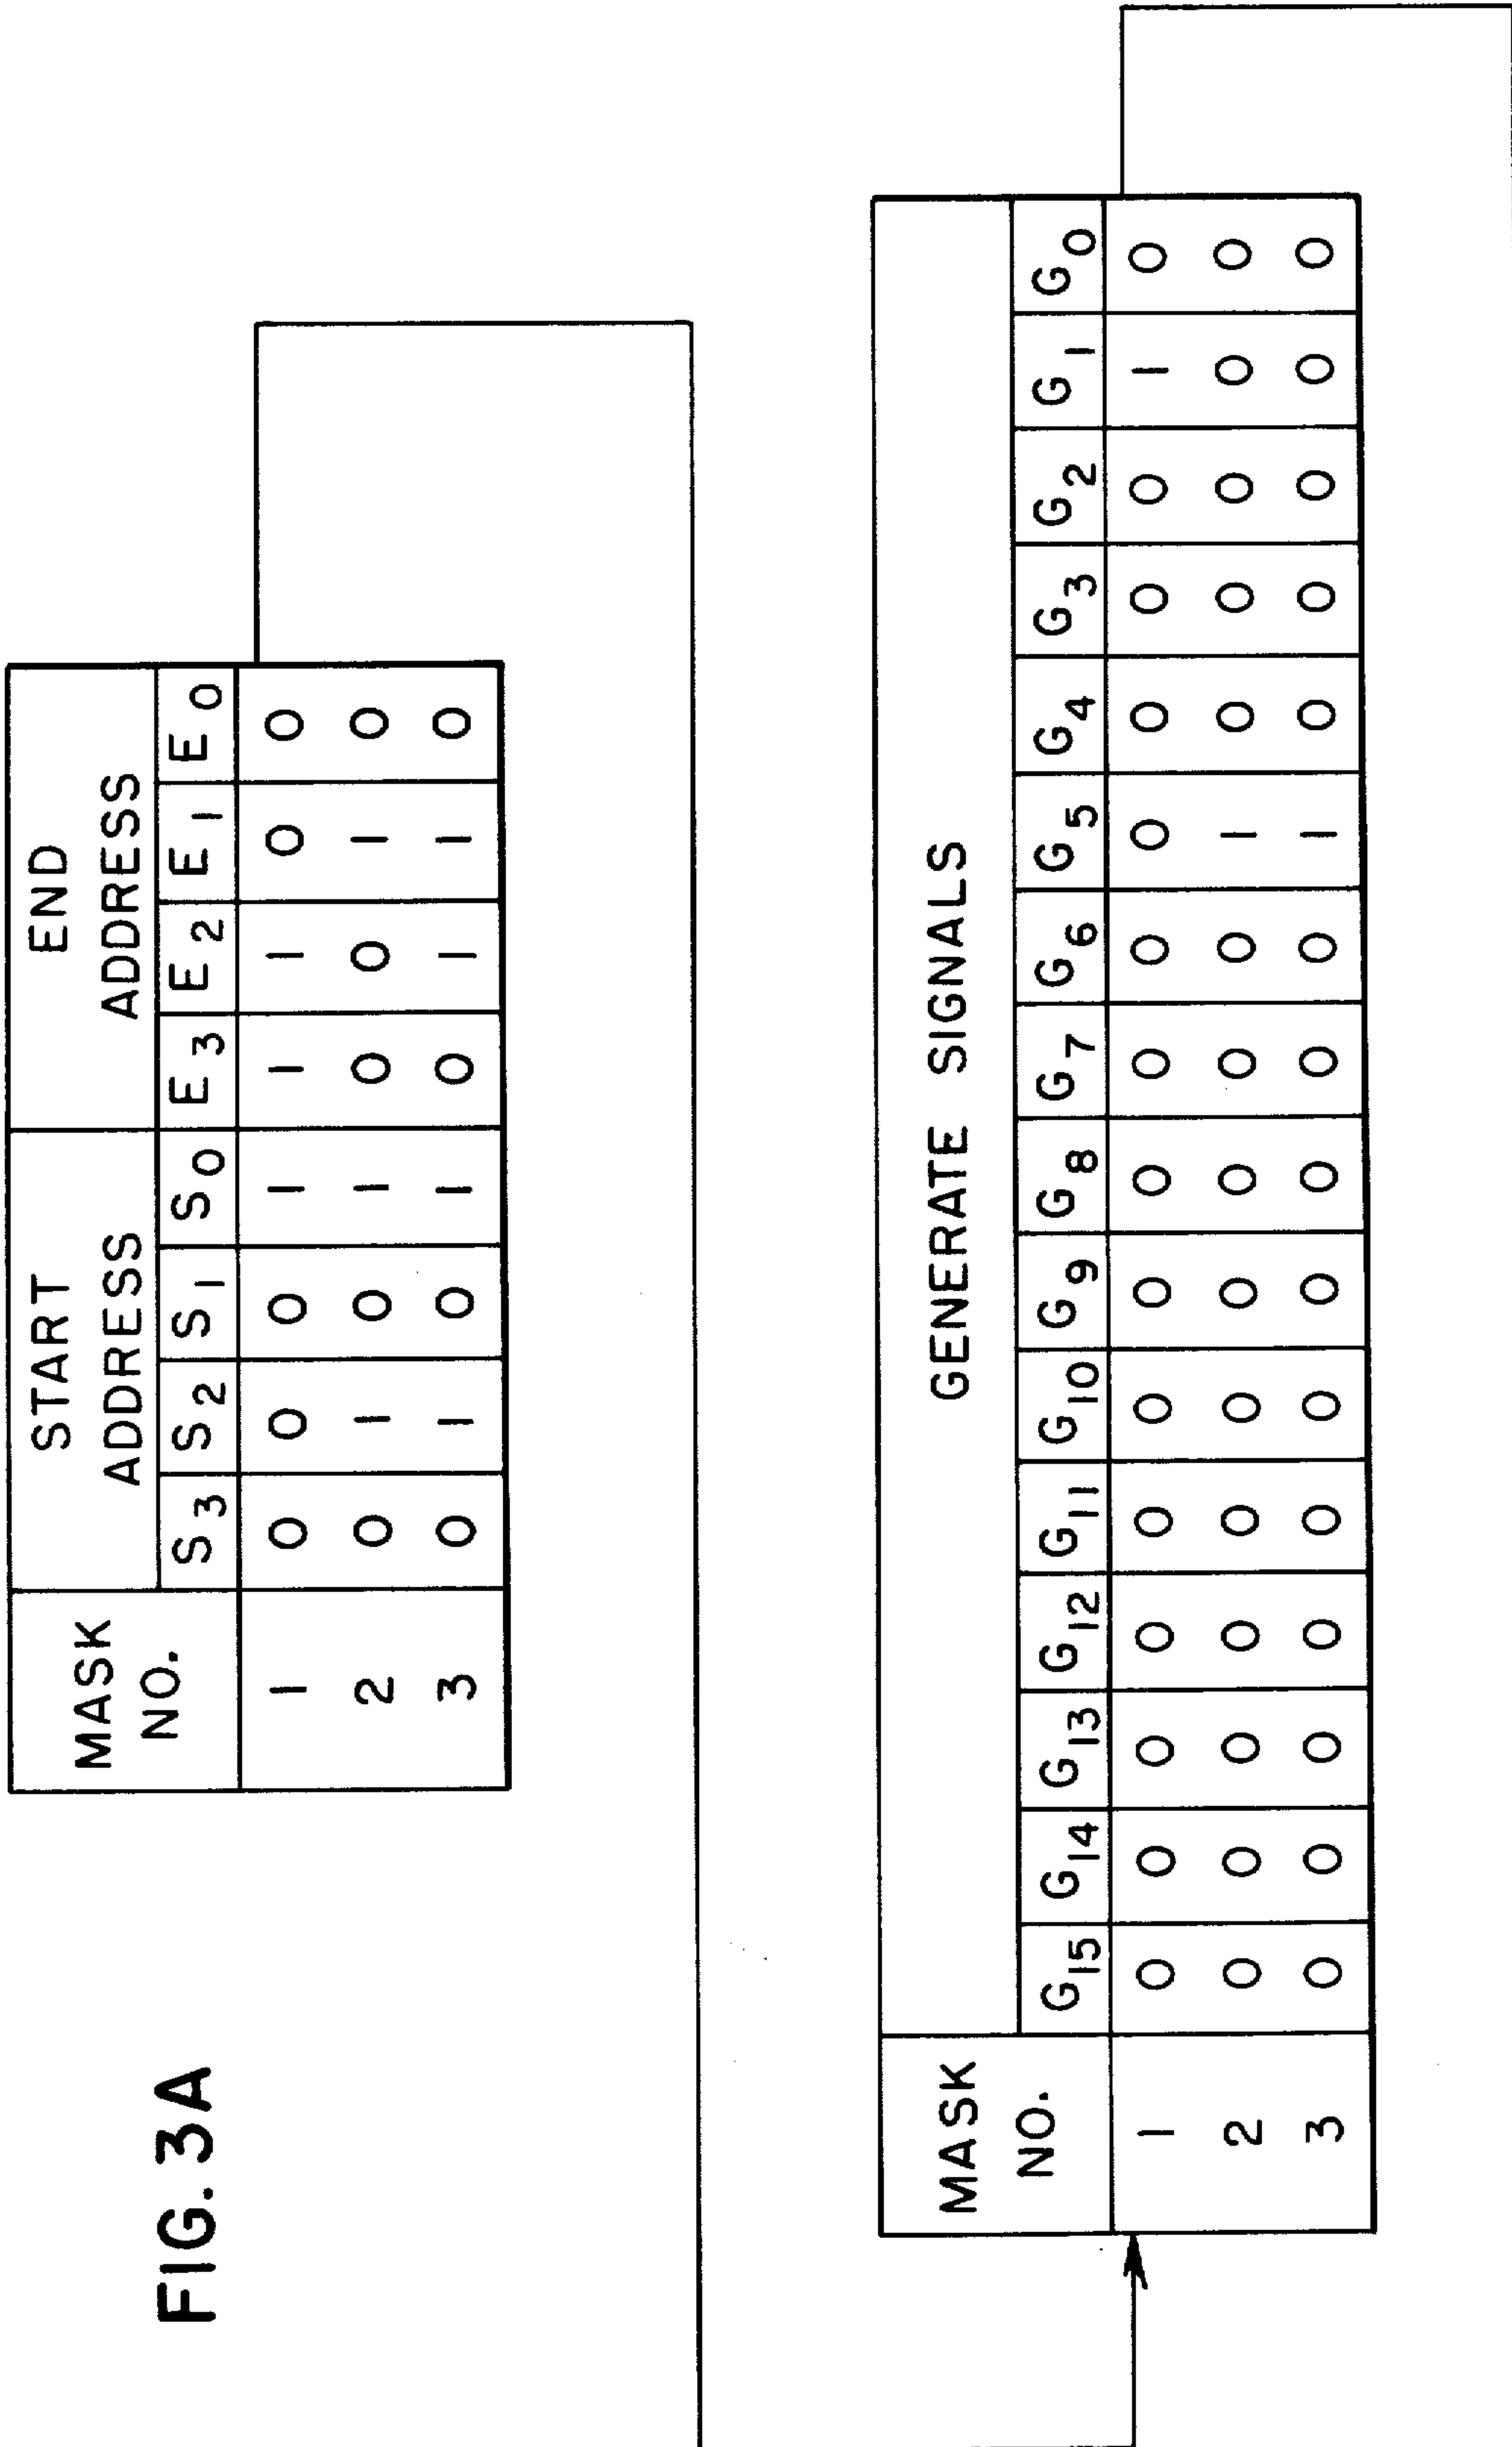 FIG. 3A
MASK NO. START ADDRESS END ADDRESS
S3 S2 S1 S0 E3 E2 E1 E0
1 0 0 0 1 1 1 0 0
2 0 1 0 1 0 0 1 0
3 0 1 0 1 0 1 1 0
MASK NO. GENERATE SIGNALS
G15 G14 G13 G12 G11 G10 G9 G8 G7 G6 G5 G4 G3 G2 G1 G0
1 0 0 0 0 0 0 0 0 0 0 0 0 0 0 1 0
2 0 0 0 0 0 0 0 0 0 0 1 0 0 0 0 0
3 0 0 0 0 0 0 0 0 0 0 1 0 0 0 0 0